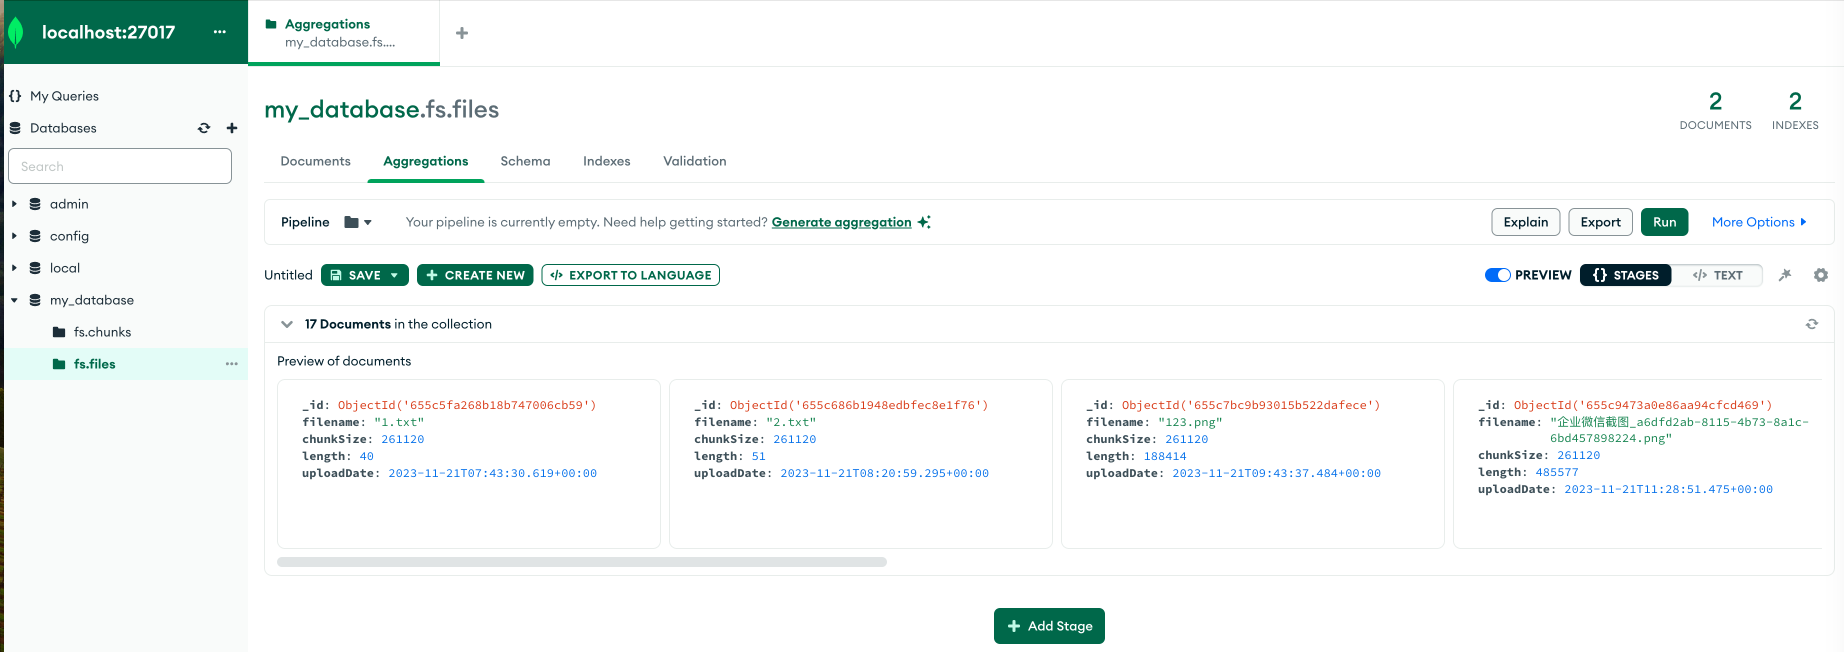 localhost:27017
Aggregations
my_database.fs....
My Queries
Databases
Search
admin
config
local
my_database
fs.chunks
fs.files
my_database.fs.files
2
DOCUMENTS
2
INDEXES
Documents
Aggregations
Schema
Indexes
Validation
Pipeline
Your pipeline is currently empty. Need help getting started? Generate aggregation
Explain
Export
Run
More Options
Untitled
SAVE
CREATE NEW
EXPORT TO LANGUAGE
PREVIEW
STAGES
TEXT
17 Documents in the collection
Preview of documents
_id: ObjectId('655c5fa268b18b747006cb59')
filename: "1.txt"
chunkSize: 261120
length: 40
uploadDate: 2023-11-21T07:43:30.619+00:00
_id: ObjectId('655c686b1948edbfec8e1f76')
filename: "2.txt"
chunkSize: 261120
length: 51
uploadDate: 2023-11-21T08:20:59.295+00:00
_id: ObjectId('655c7bc9b93015b522dafece')
filename: "123.png"
chunkSize: 261120
length: 188414
uploadDate: 2023-11-21T09:43:37.484+00:00
_id: ObjectId('655c9473a0e86aa94cfcd469')
filename: "企业微信截图_a6dfd2ab-8115-4b73-8a1c-
6bd457898224.png"
chunkSize: 261120
length: 485577
uploadDate: 2023-11-21T11:28:51.475+00:00
Add Stage